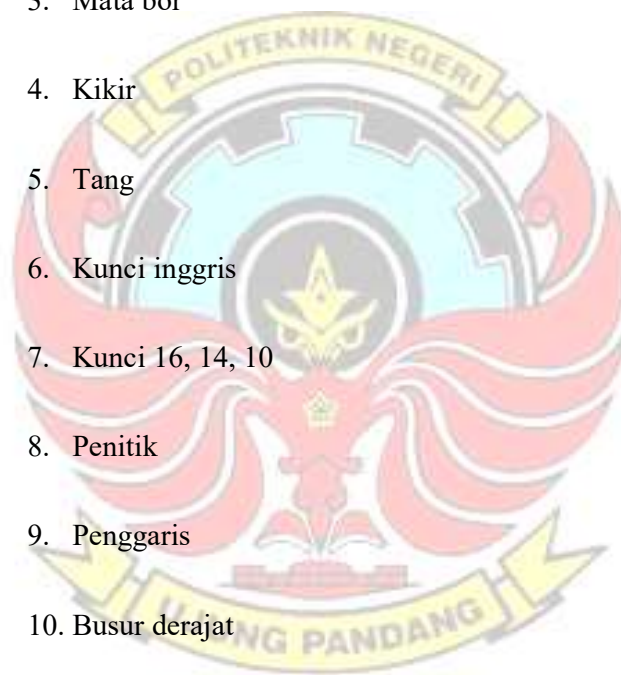 3. Mata bor
POLITEKNIK NEGERI
4. Kikir
5. Tang
6. Kunci inggris
7. Kunci 16, 14, 10
8. Penitik
9. Penggaris
10. Busur derajat
UJUNG PANDANG